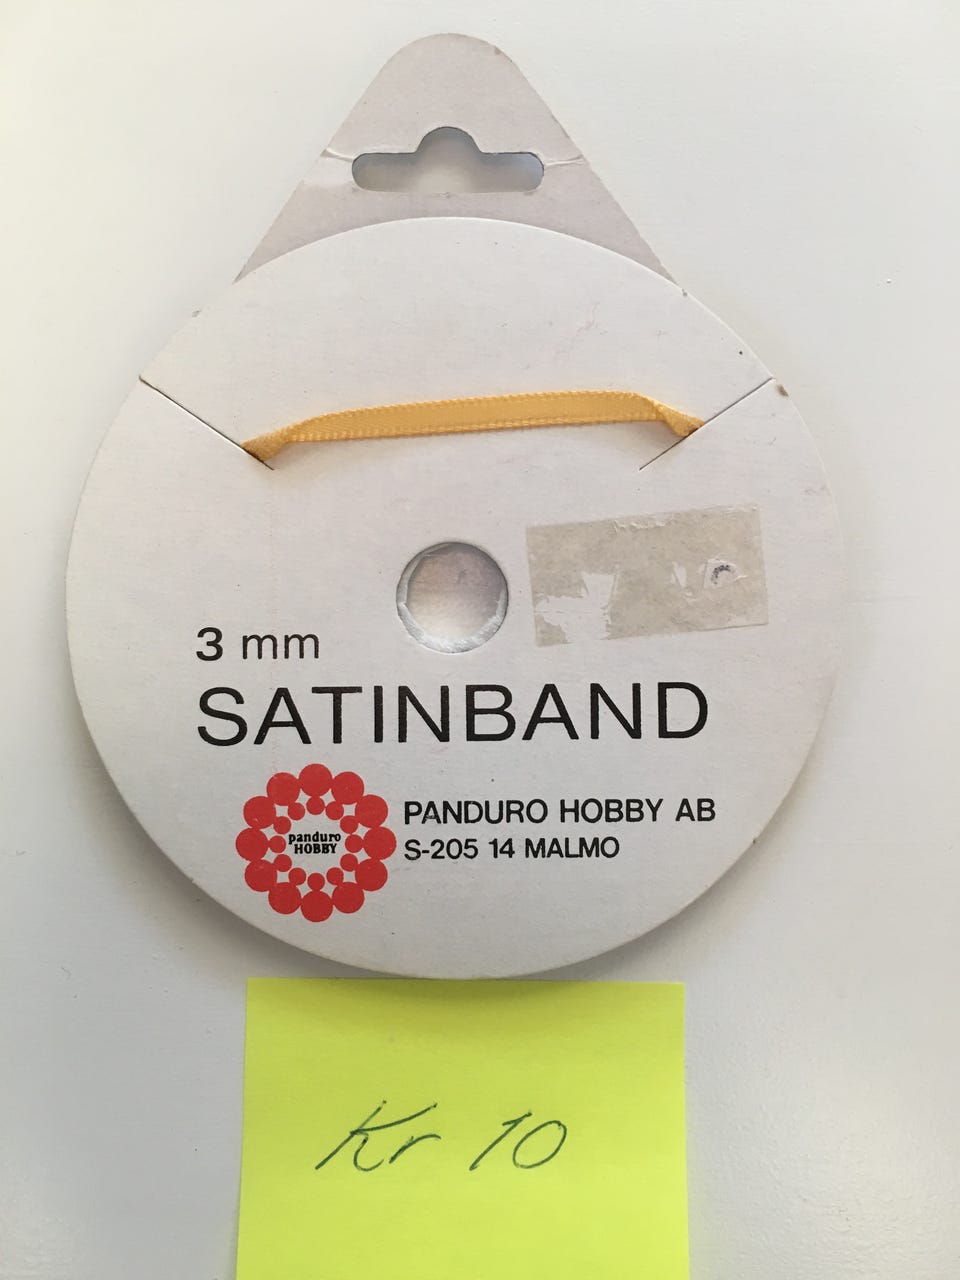 3 mm
SATINBAND
panduro
HOBBY
PANDURO HOBBY AB
S-205 14 MALMO
Kr 10